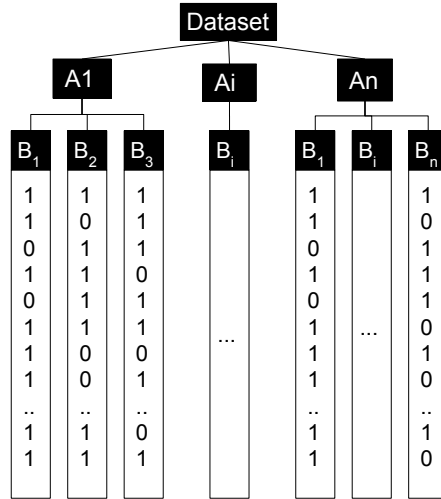 Dataset
A1 Ai An
B₁ B₂ B₃ Bᵢ B₁ Bᵢ Bₙ
1 1 1 1 1
1 0 1 1 0
0 1 1 0 1
1 1 0 1 1
0 1 1 0 1
1 1 1 ... 1 ... 0
1 0 0 1 1
1 0 1 1 0
.. .. .. .. ..
1 1 0 1 1
1 1 1 1 0